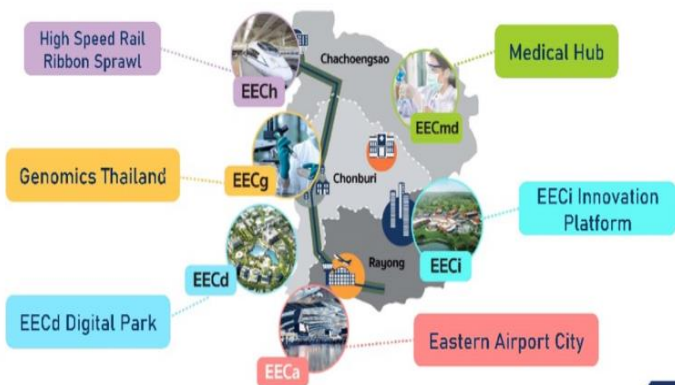 High Speed Rail
Ribbon Sprawl
Chachoengsao
Medical Hub
EECh
EECmd
Genomics Thailand
EECg
Chonburi
EECi Innovation
Platform
EECd
Rayong
EECi
EECd Digital Park
Eastern Airport City
EECa